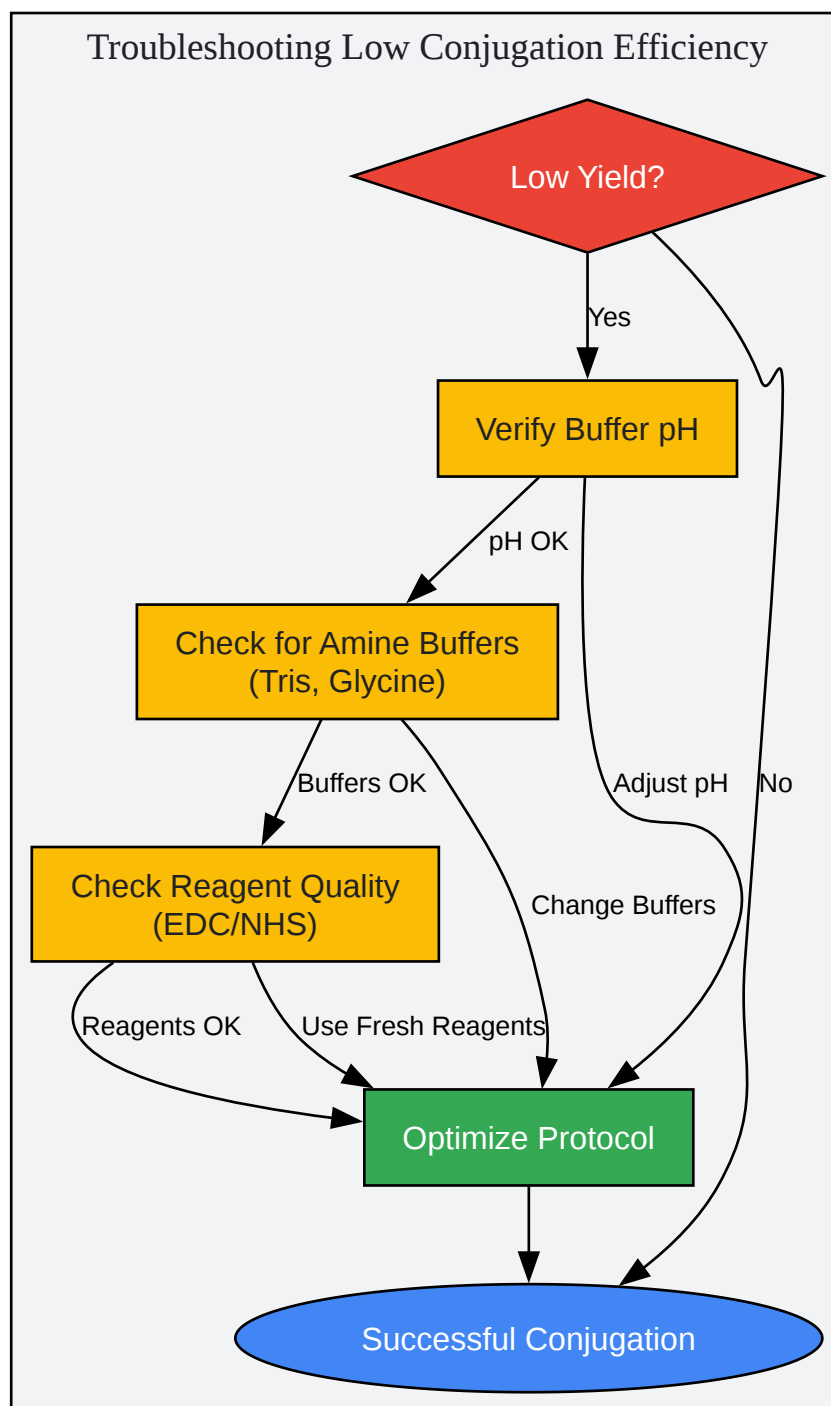 Troubleshooting Low Conjugation Efficiency
Low Yield?
Yes
Verify Buffer pH
pH OK
Check for Amine Buffers
(Tris, Glycine)
Buffers OK
Adjust pH
No
Check Reagent Quality
(EDC/NHS)
Change Buffers
Reagents OK
Use Fresh Reagents
Optimize Protocol
Successful Conjugation